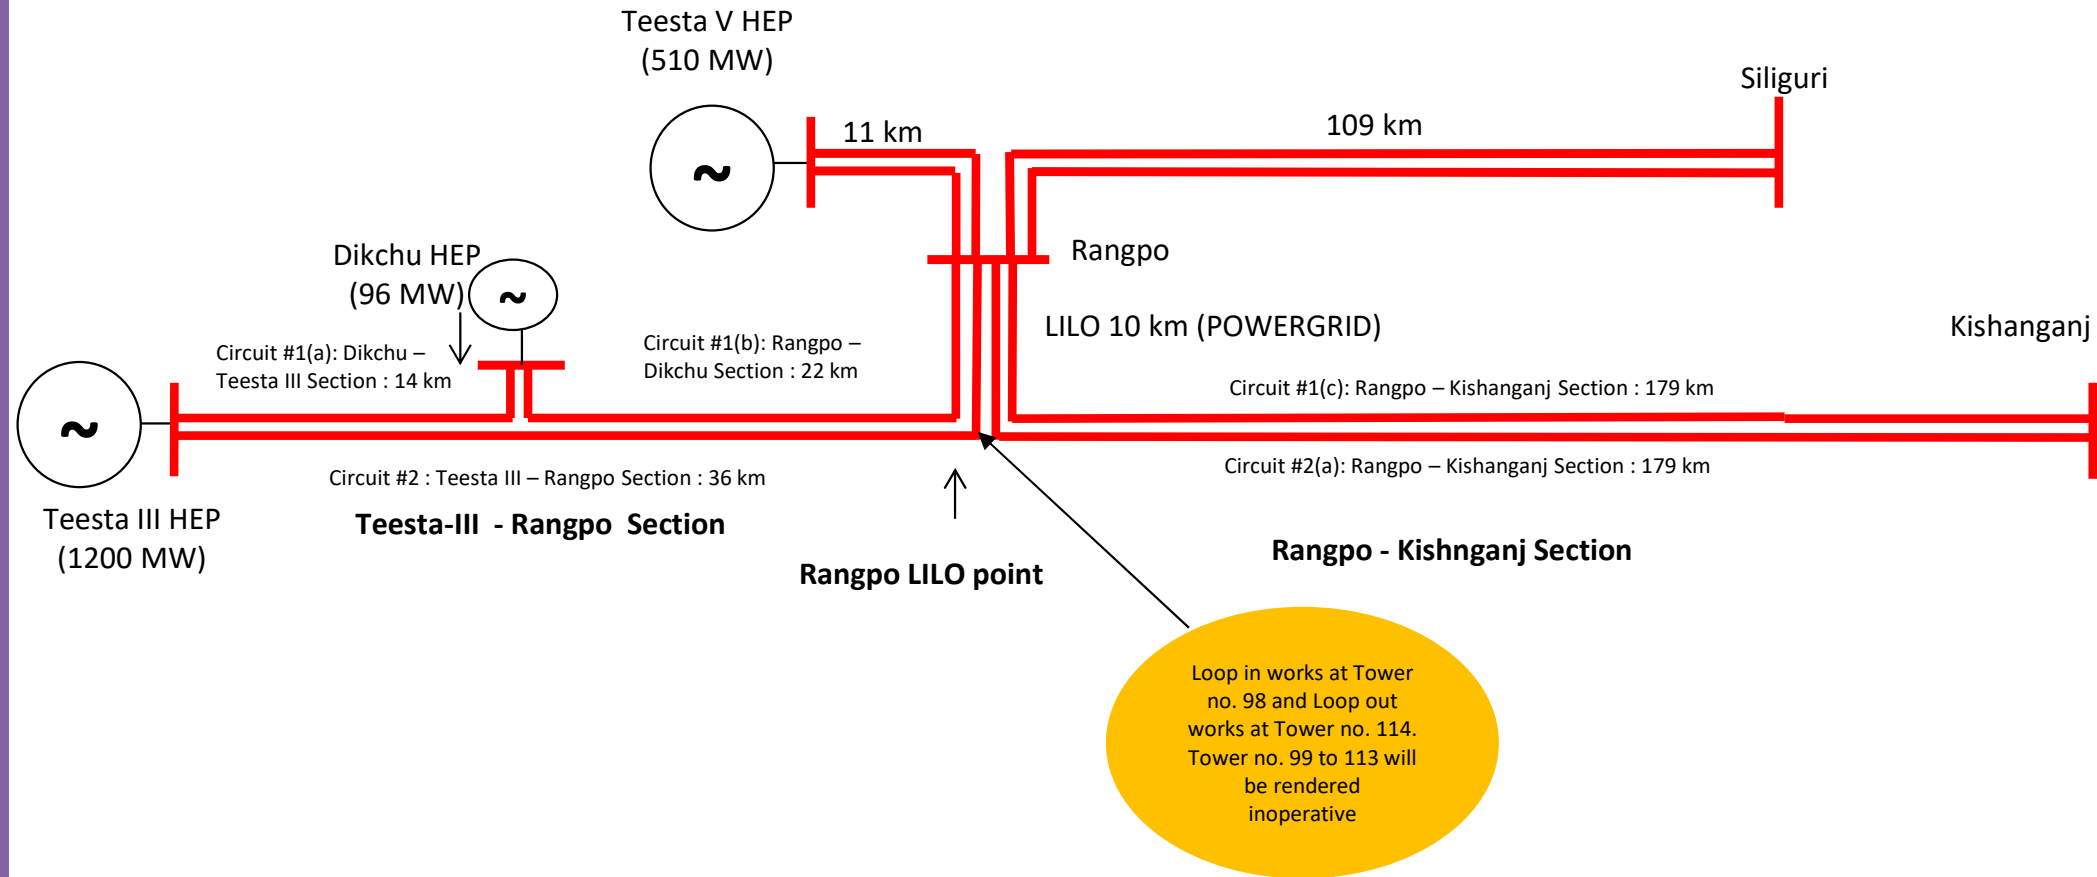 Teesta V HEP
(510 MW)
Siliguri
11 km
109 km
~
Dikchu HEP
(96 MW)
~
Rangpo
LILO 10 km (POWERGRID)
Kishanganj
Circuit #1(a): Dikchu –
Teesta III Section : 14 km
Circuit #1(b): Rangpo –
Dikchu Section : 22 km
Circuit #1(c): Rangpo – Kishanganj Section : 179 km
~
Circuit #2 : Teesta III – Rangpo Section : 36 km
Circuit #2(a): Rangpo – Kishanganj Section : 179 km
Teesta III HEP
(1200 MW)
Teesta-III - Rangpo Section
Rangpo LILO point
Rangpo - Kishnganj Section
Loop in works at Tower
no. 98 and Loop out
works at Tower no. 114.
Tower no. 99 to 113 will
be rendered
inoperative